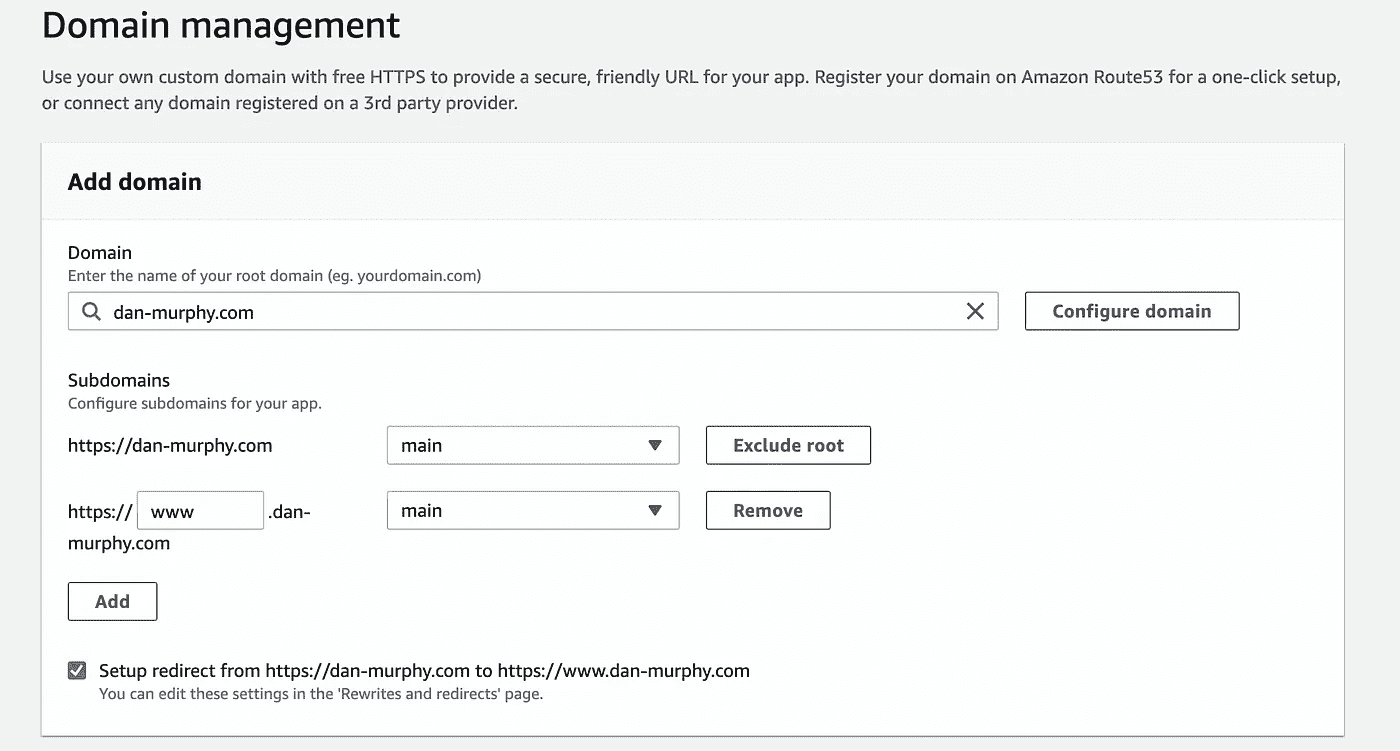 Domain management
Use your own custom domain with free HTTPS to provide a secure, friendly URL for your app. Register your domain on Amazon Route53 for a one-click setup,
or connect any domain registered on a 3rd party provider.
Add domain
Domain
Enter the name of your root domain (eg. yourdomain.com)
dan-murphy.com
Configure domain
Subdomains
Configure subdomains for your app.
https://dan-murphy.com main Exclude root
https:// www .dan- main Remove
murphy.com
Add
Setup redirect from https://dan-murphy.com to https://www.dan-murphy.com
You can edit these settings in the 'Rewrites and redirects' page.